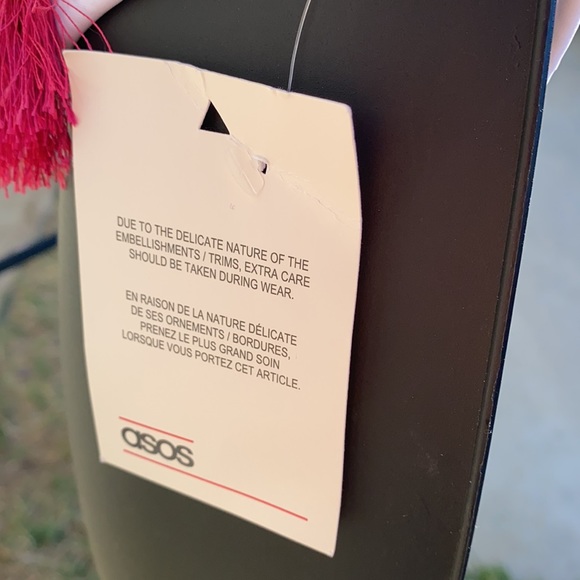 DUE TO THE DELICATE NATURE OF THE
EMBELLISHMENTS / TRIMS, EXTRA CARE
SHOULD BE TAKEN DURING WEAR.
EN RAISON DE LA NATURE DÉLICATE
DE SES ORNEMENTS / BORDURES,
PRENEZ LE PLUS GRAND SOIN
LORSQUE VOUS PORTEZ CET ARTICLE.
asos